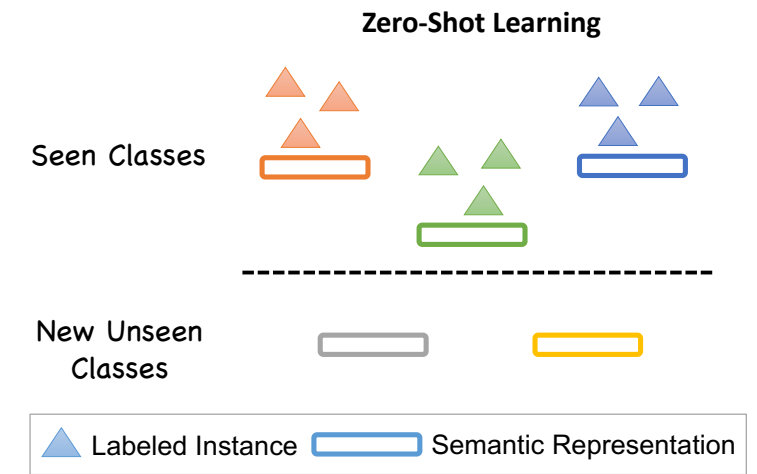 Zero-Shot Learning
Seen Classes
New Unseen
Classes
Labeled Instance
Semantic Representation